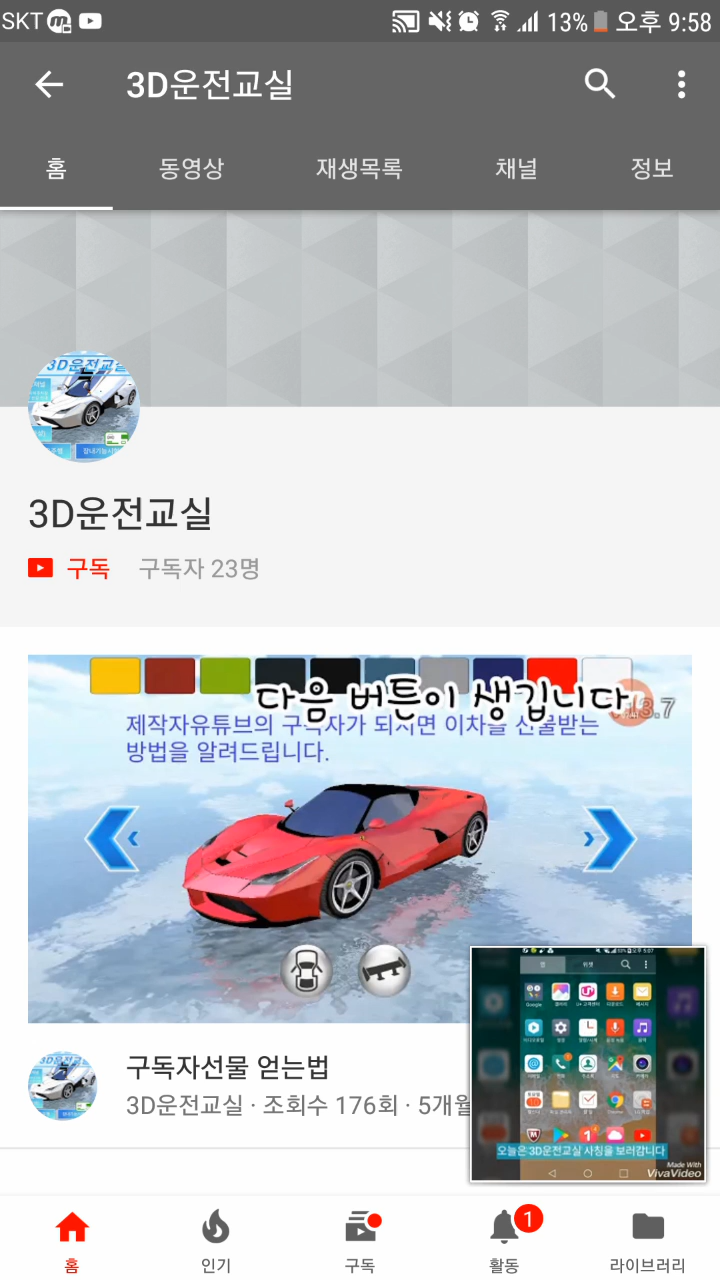 SKT 13% 오후 9:58
3D운전교실
홈 동영상 재생목록 채널 정보
3D운전교실
3D운전교실
구독 구독자 23명
다음 버튼이 생깁니다.
제작자유튜브의 구독자가 되시면 이차를 선물받는
방법을 알려드립니다.
구독자선물 얻는법
3D운전교실 · 조회수 176회 · 5개월
오늘은 3D운전교실 사칭을 보러갑니다
Made With
VivaVideo
홈 인기 구독 활동 1 라이브러리